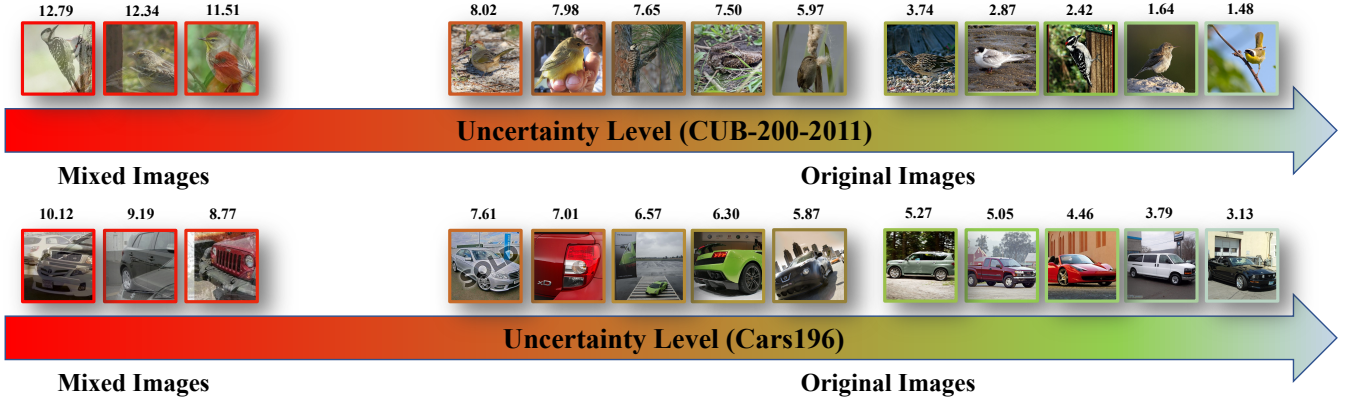 12.79 12.34 11.51 8.02 7.98 7.65 7.50 5.97 3.74 2.87 2.42 1.64 1.48
Uncertainty Level (CUB-200-2011)
Mixed Images Original Images
10.12 9.19 8.77 7.61 7.01 6.57 6.30 5.87 5.27 5.05 4.46 3.79 3.13
SOLD
xD
Uncertainty Level (Cars196)
Mixed Images Original Images